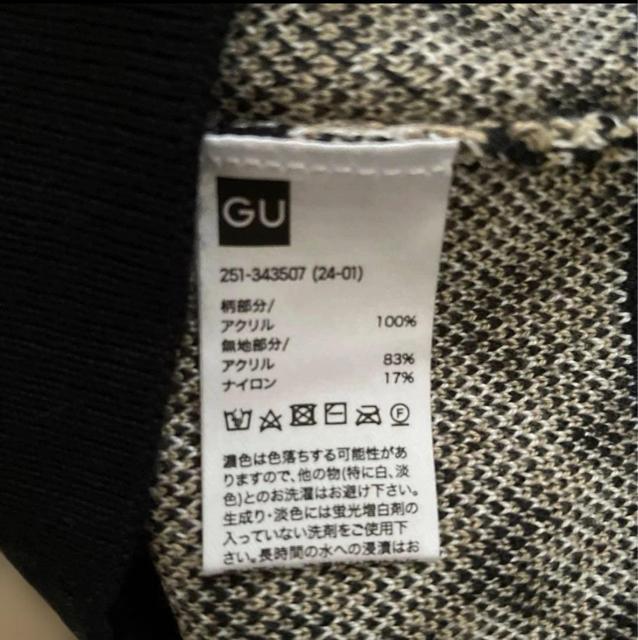 GU
251-343507 (24-01)
柄部分/
アクリル 100%
無地部分/
アクリル 83%
ナイロン 17%
濃色は色落ちする可能性があ
りますので、他の物(特に白、淡
色)とのお洗濯はお避け下さい。
生成り・淡色には蛍光増白剤の
入っていない洗剤をご使用下
さい。長時間の水への浸漬はお